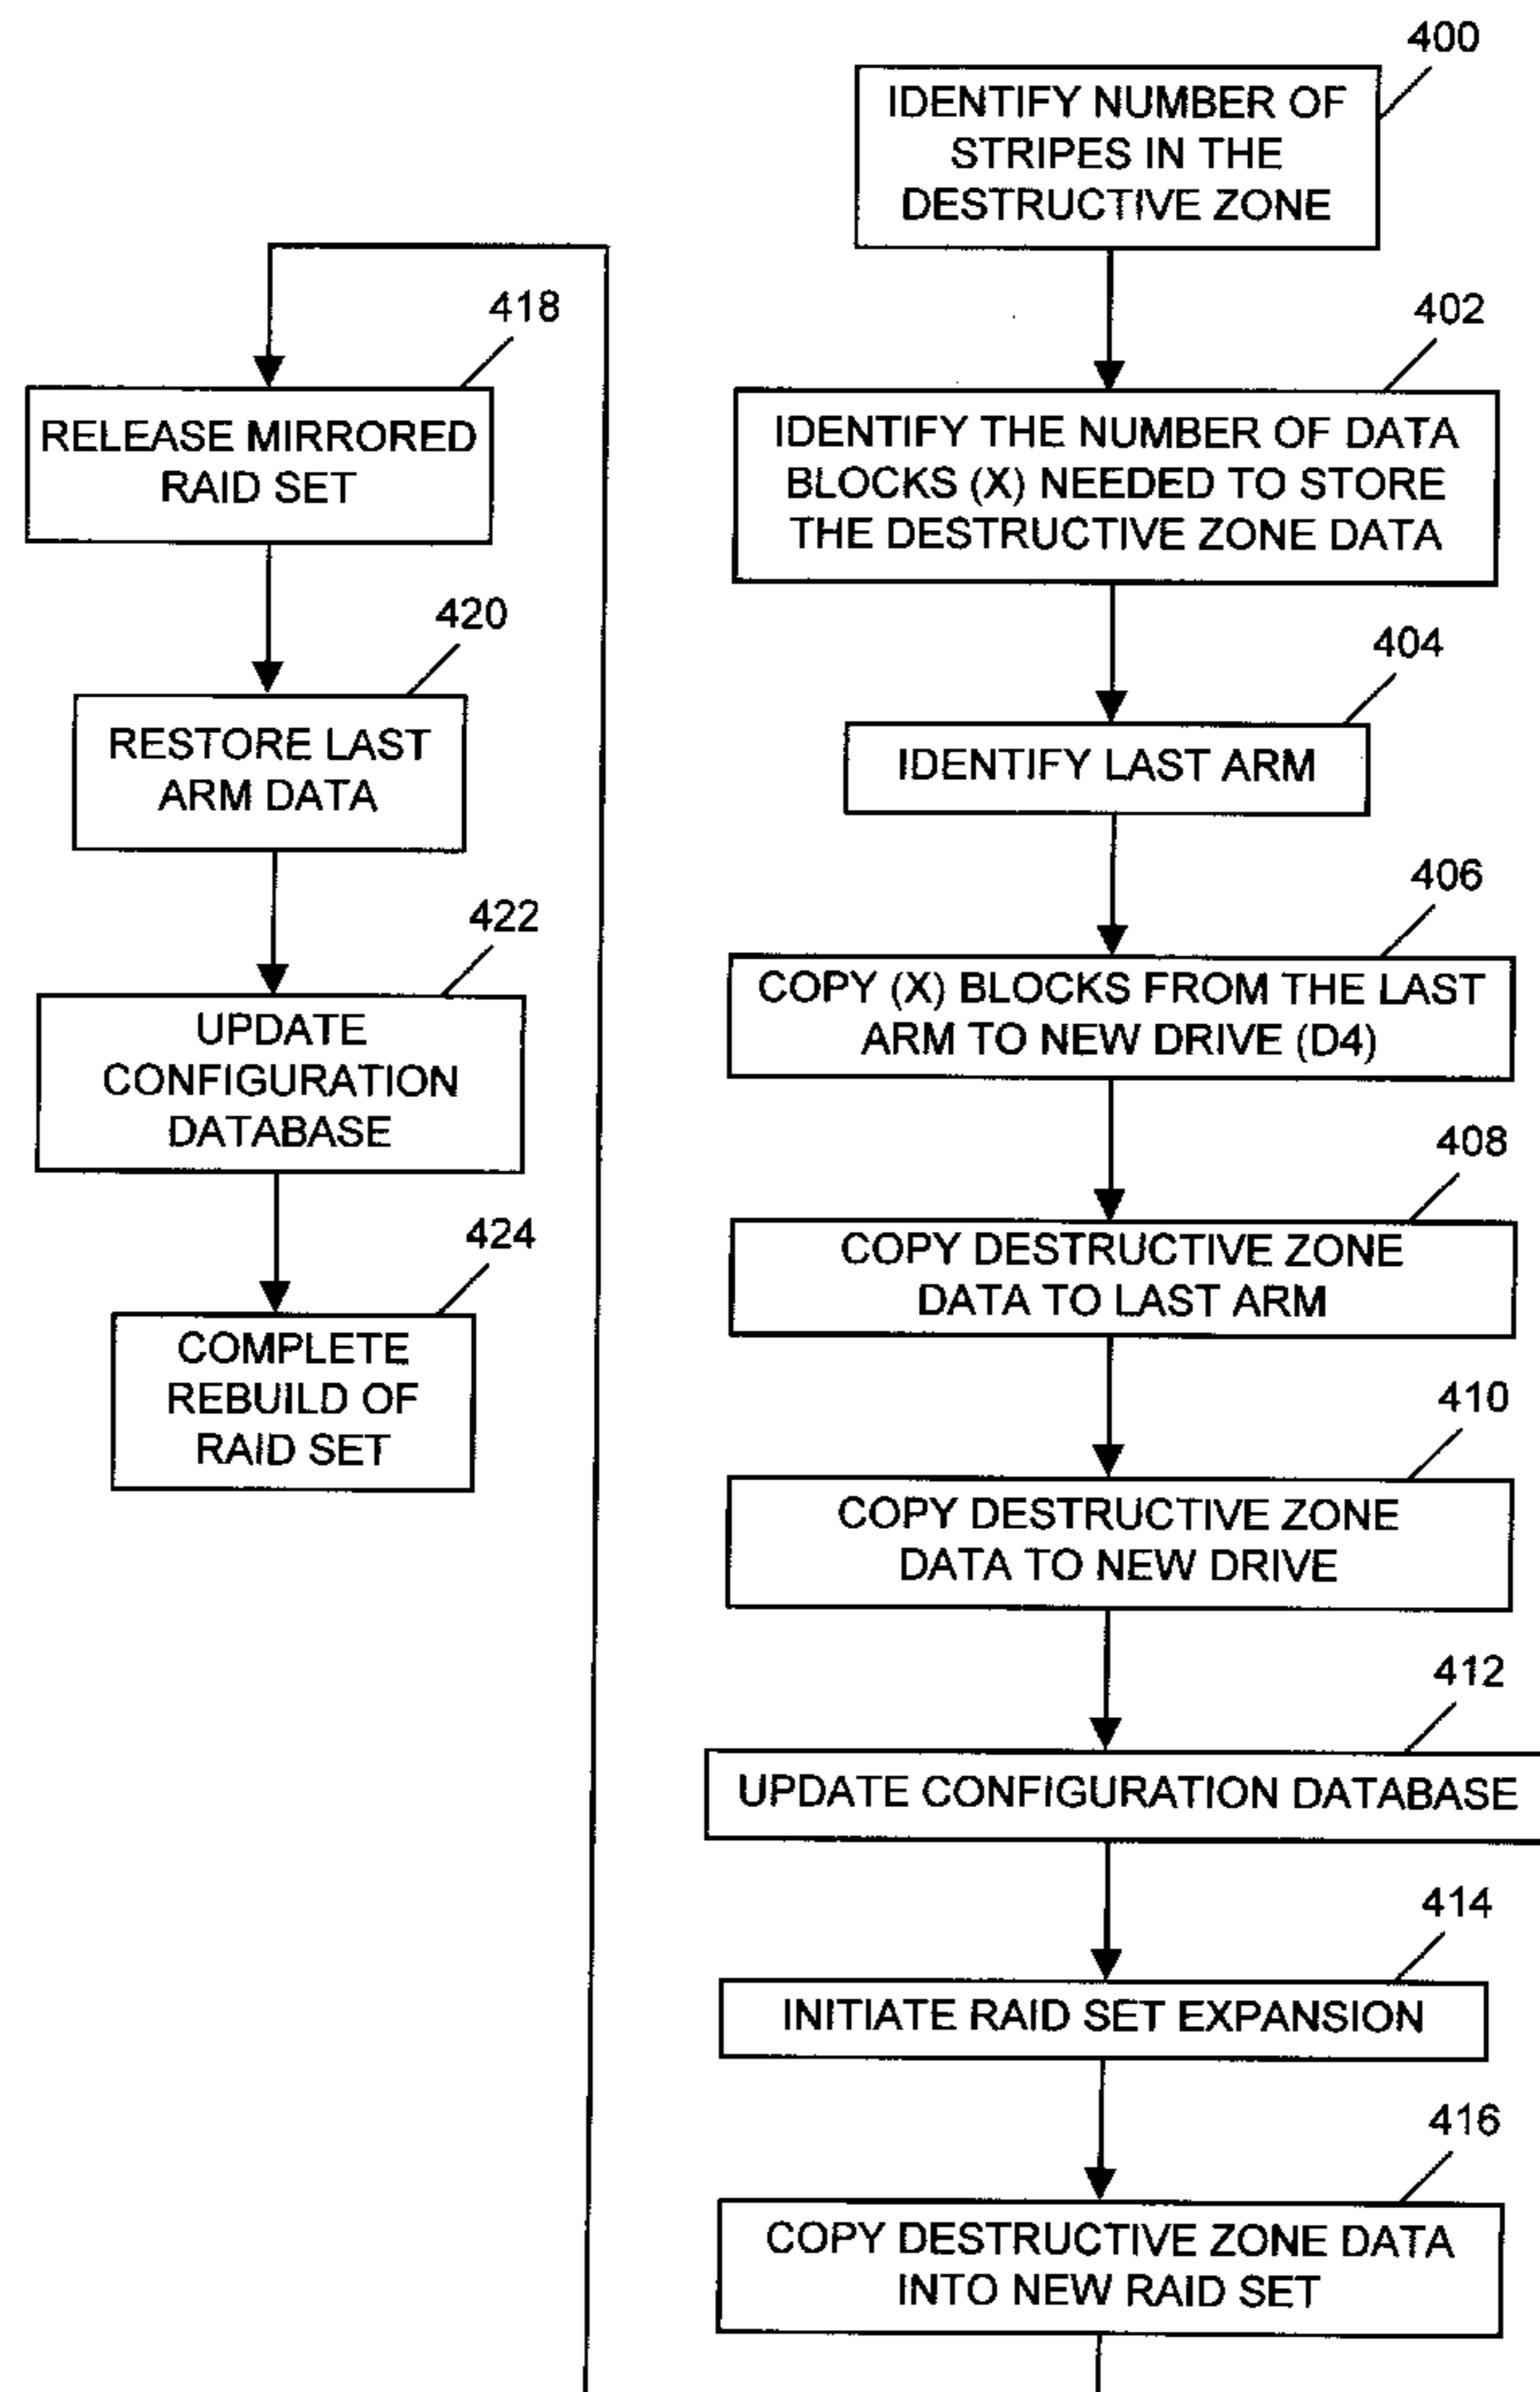 400
IDENTIFY NUMBER OF
STRIPES IN THE
DESTRUCTIVE ZONE
402
IDENTIFY THE NUMBER OF DATA
BLOCKS (X) NEEDED TO STORE
THE DESTRUCTIVE ZONE DATA
404
IDENTIFY LAST ARM
406
COPY (X) BLOCKS FROM THE LAST
ARM TO NEW DRIVE (D4)
408
COPY DESTRUCTIVE ZONE
DATA TO LAST ARM
410
COPY DESTRUCTIVE ZONE
DATA TO NEW DRIVE
412
UPDATE CONFIGURATION DATABASE
414
INITIATE RAID SET EXPANSION
416
COPY DESTRUCTIVE ZONE DATA
INTO NEW RAID SET
418
RELEASE MIRRORED
RAID SET
420
RESTORE LAST
ARM DATA
422
UPDATE
CONFIGURATION
DATABASE
424
COMPLETE
REBUILD OF
RAID SET